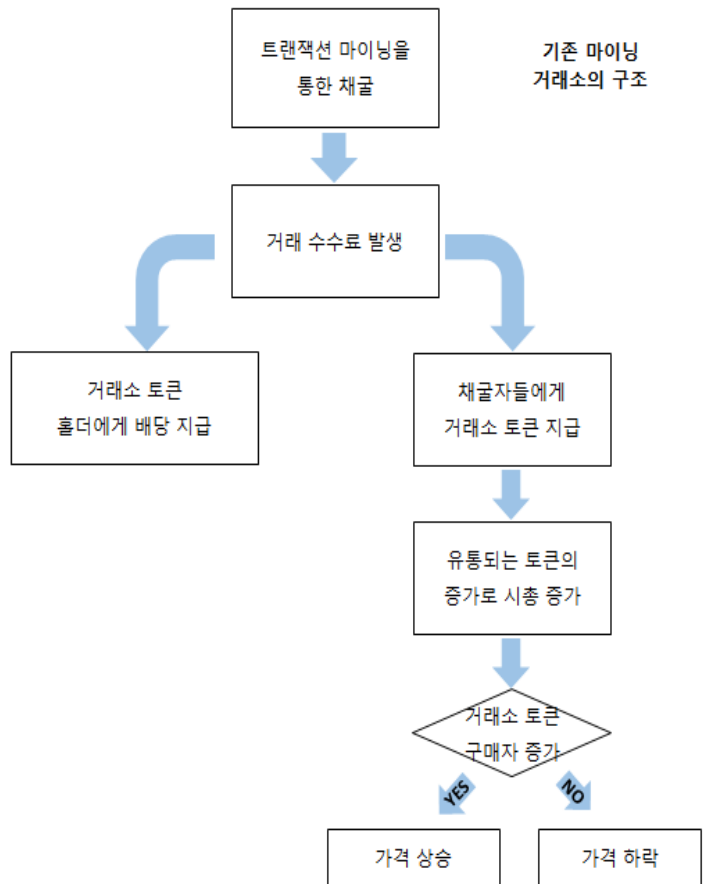 트랜잭션 마이닝을
통한 채굴
기존 마이닝
거래소의 구조
거래 수수료 발생
거래소 토큰
홀더에게 배당 지급
채굴자들에게
거래소 토큰 지급
유통되는 토큰의
증가로 시총 증가
거래소 토큰
구매자 증가
YES
NO
가격 상승
가격 하락